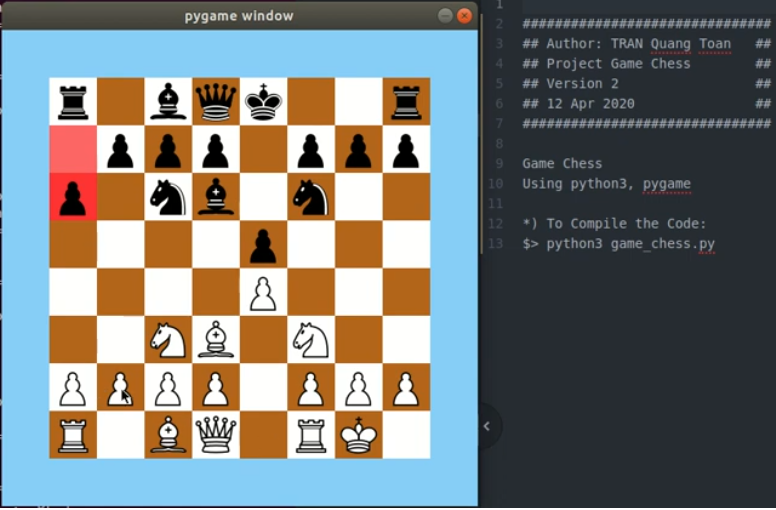 pygame window
1
2 ##############################
3 ## Author: TRAN Quang Toan ##
4 ## Project Game Chess ##
5 ## Version 2 ##
6 ## 12 Apr 2020 ##
7 ##############################
8
9 Game Chess
10 Using python3, pygame
11
12 *) To Compile the Code:
13 $> python3 game_chess.py